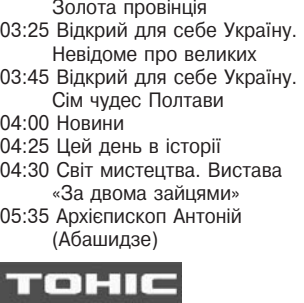 Золота провінція
03:25 Відкрий для себе Україну.
Невідоме про великих
03:45 Відкрий для себе Україну.
Сім чудес Полтави
04:00 Новини
04:25 Цей день в історії
04:30 Світ мистецтва. Вистава
«За двома зайцями»
05:35 Архієпископ Антоній
(Абашидзе)
ТОНІС